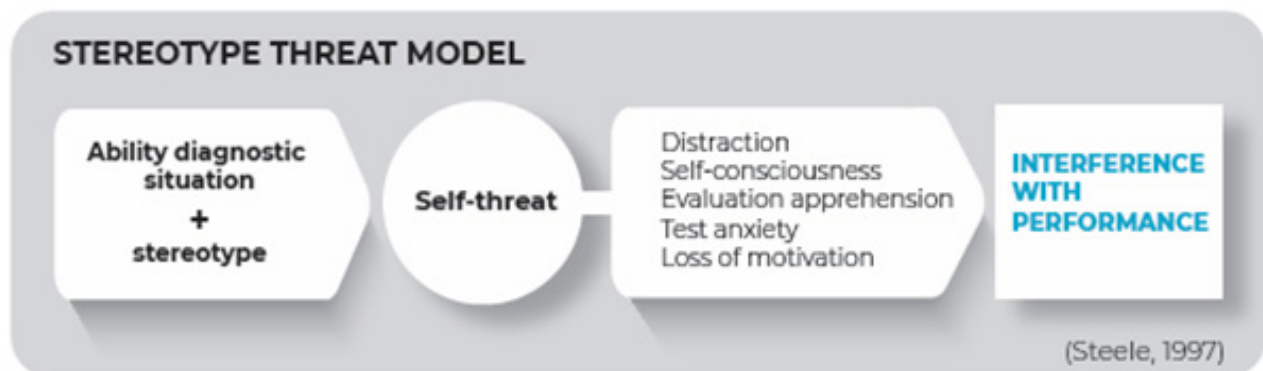 STEREOTYPE THREAT MODEL
Ability diagnostic
situation
+
stereotype
Self-threat
Distraction
Self-consciousness
Evaluation apprehension
Test anxiety
Loss of motivation
INTERFERENCE
WITH
PERFORMANCE
(Steele, 1997)